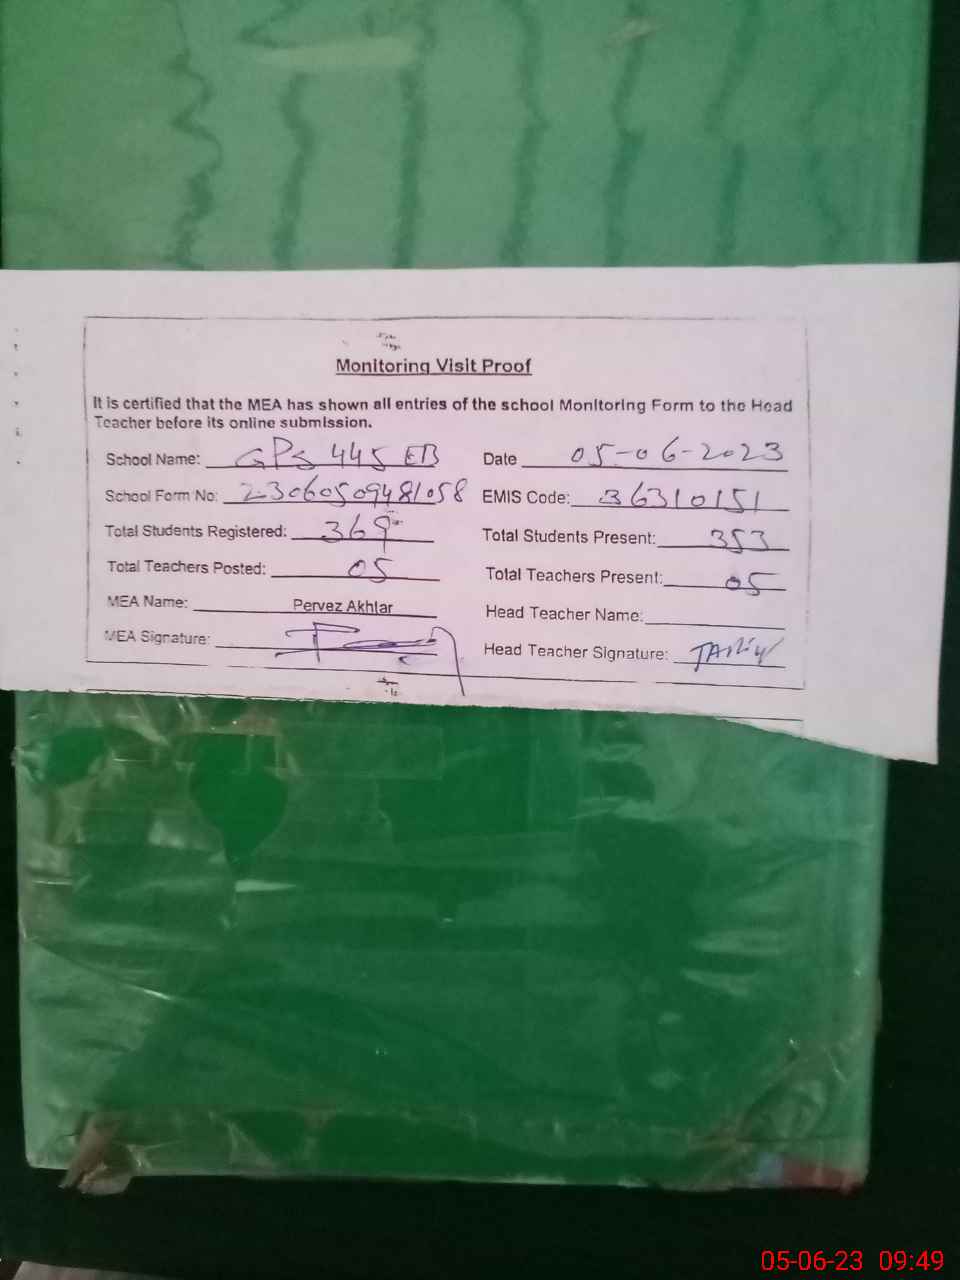 Monitoring Visit Proof
It is certified that the MEA has shown all entries of the school Monitoring Form to the Head
Teacher before its online submission.
School Name: GPS 445 EB Date 05-06-2023
School Form No: 23060509481058 EMIS Code: 36310151
Total Students Registered: 369 Total Students Present: 353
Total Teachers Posted: 05 Total Teachers Present: 05
MEA Name: Pervez Akhtar Head Teacher Name:
MEA Signature: Head Teacher Signature:
05-06-23 09:49